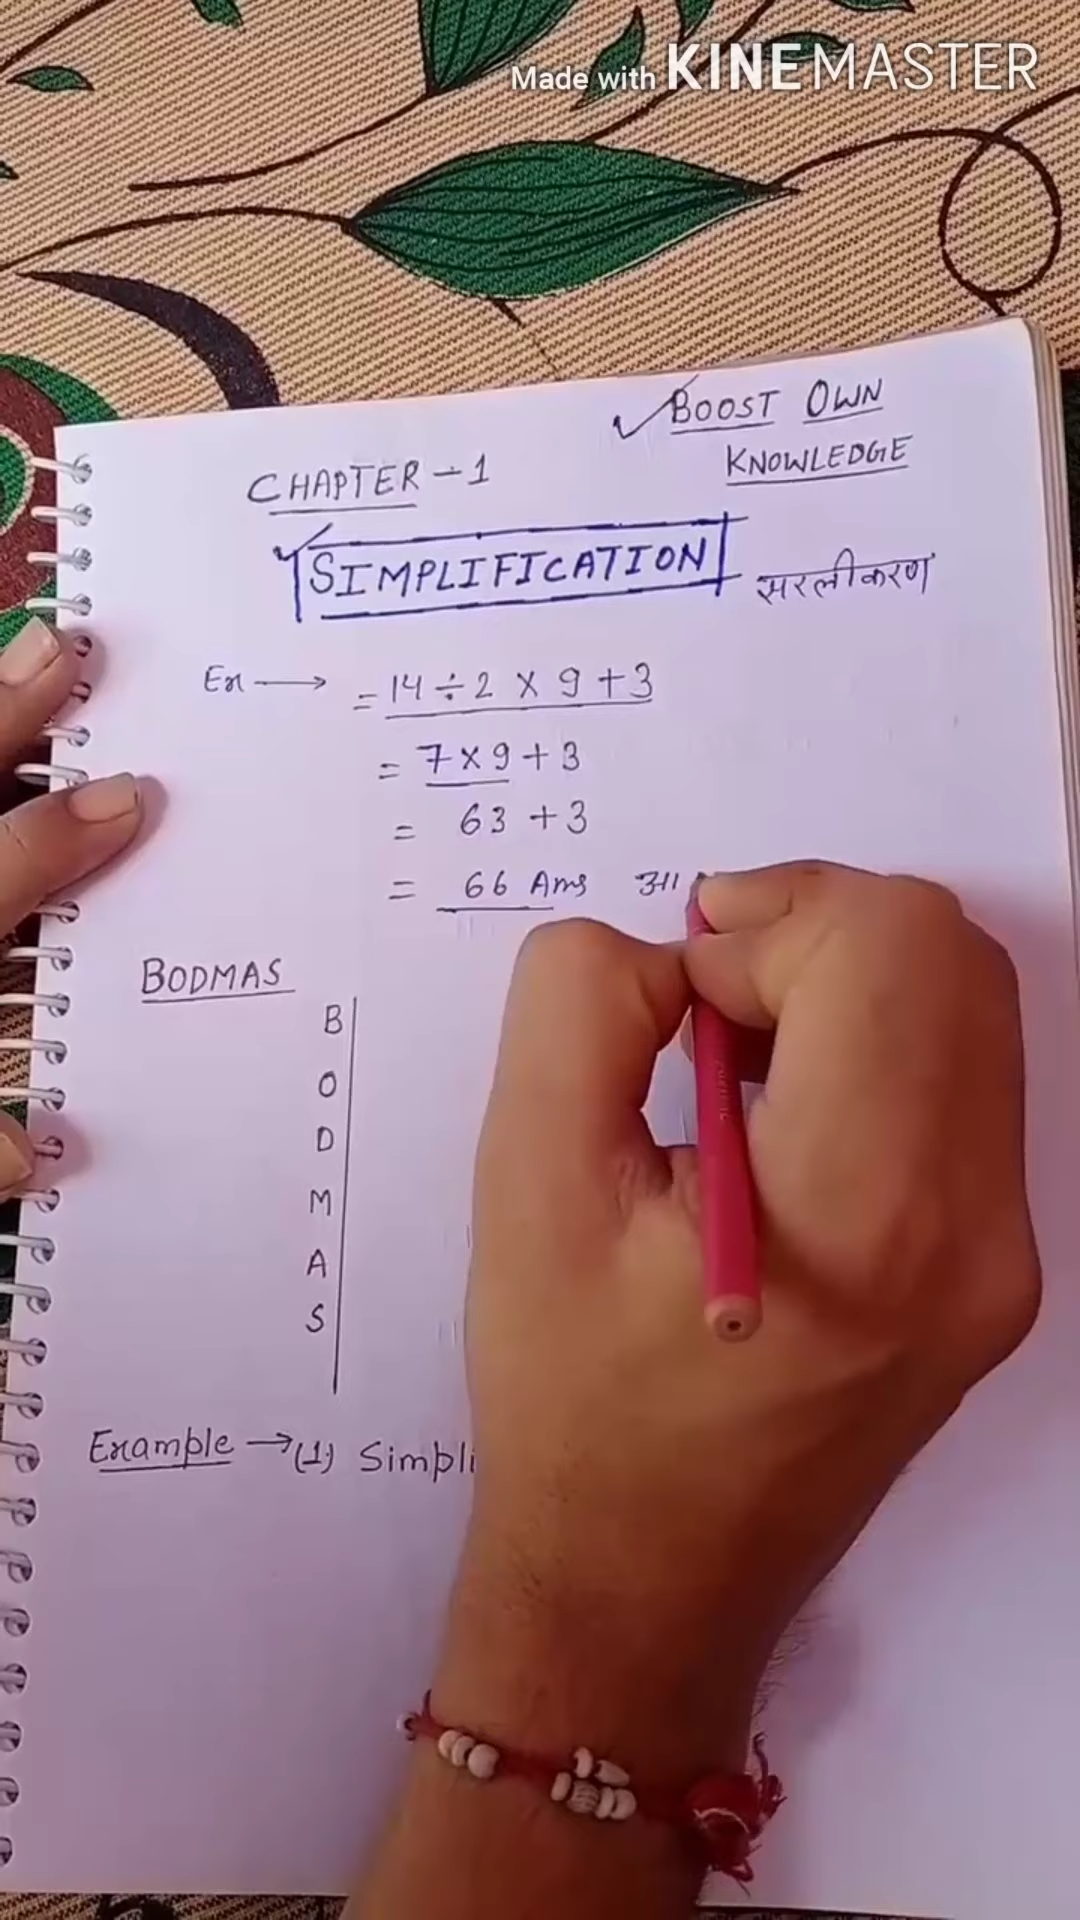 Made with KINEMASTER
BOOST OWN
KNOWLEDGE
CHAPTER-1
SIMPLIFICATION
सरलीकरण
Ex → = 14 ÷ 2 × 9 + 3
= 7 × 9 + 3
= 63 + 3
= 66 Ans
BODMAS
B
O
D
M
A
S
Example → (1) Simpli